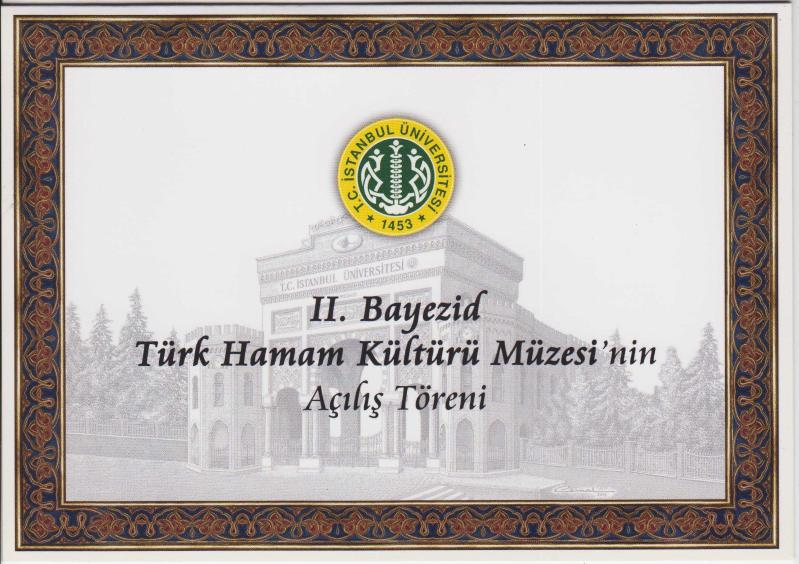 T.C. İSTANBUL ÜNİVERSİTESİ
1453
T.C. İSTANBUL ÜNİVERSİTESİ
II. Bayezid
Türk Hamam Kültürü Müzesi'nin
Açılış Töreni